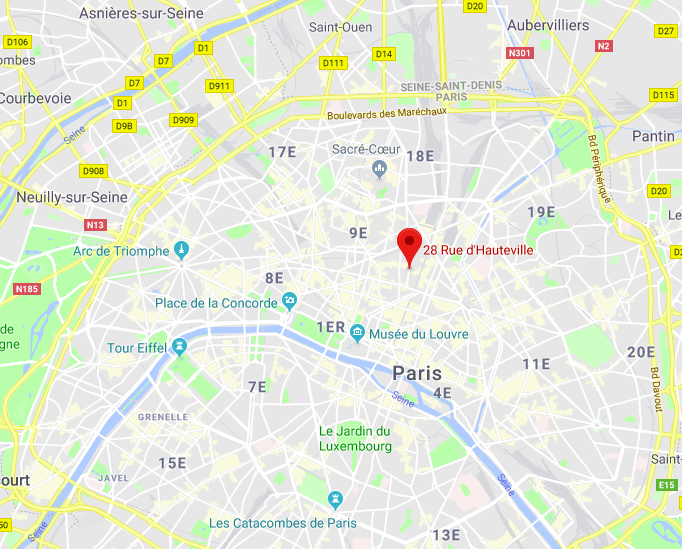 D20
Asnières-sur-Seine
Aubervilliers
Saint-Ouen
D27
D106
D1
N2
D14
N301
D7
ombes
D111
D7
D911
SEINE-SAINT-DENIS
PARIS
D115
Courbevoie
D1
Boulevards des Maréchaux
D9B
D909
Seine
Pantin
Bd Périphérique
17E
Sacré-Cœur
18E
D908
D20
Neuilly-sur-Seine
19E
Le
N13
9E
Arc de Triomphe
28 Rue d'Hauteville
D2
8E
N185
Place de la Concorde
de
gne
1ER
Musée du Louvre
Tour Eiffel
20E
11E
Paris
Bd Davout
7E
4E
Seine
GRENELLE
Le Jardin du
Luxembourg
Saint-
15E
JAVEL
court
Seine
E15
Les Catacombes de Paris
50
Seine
13E